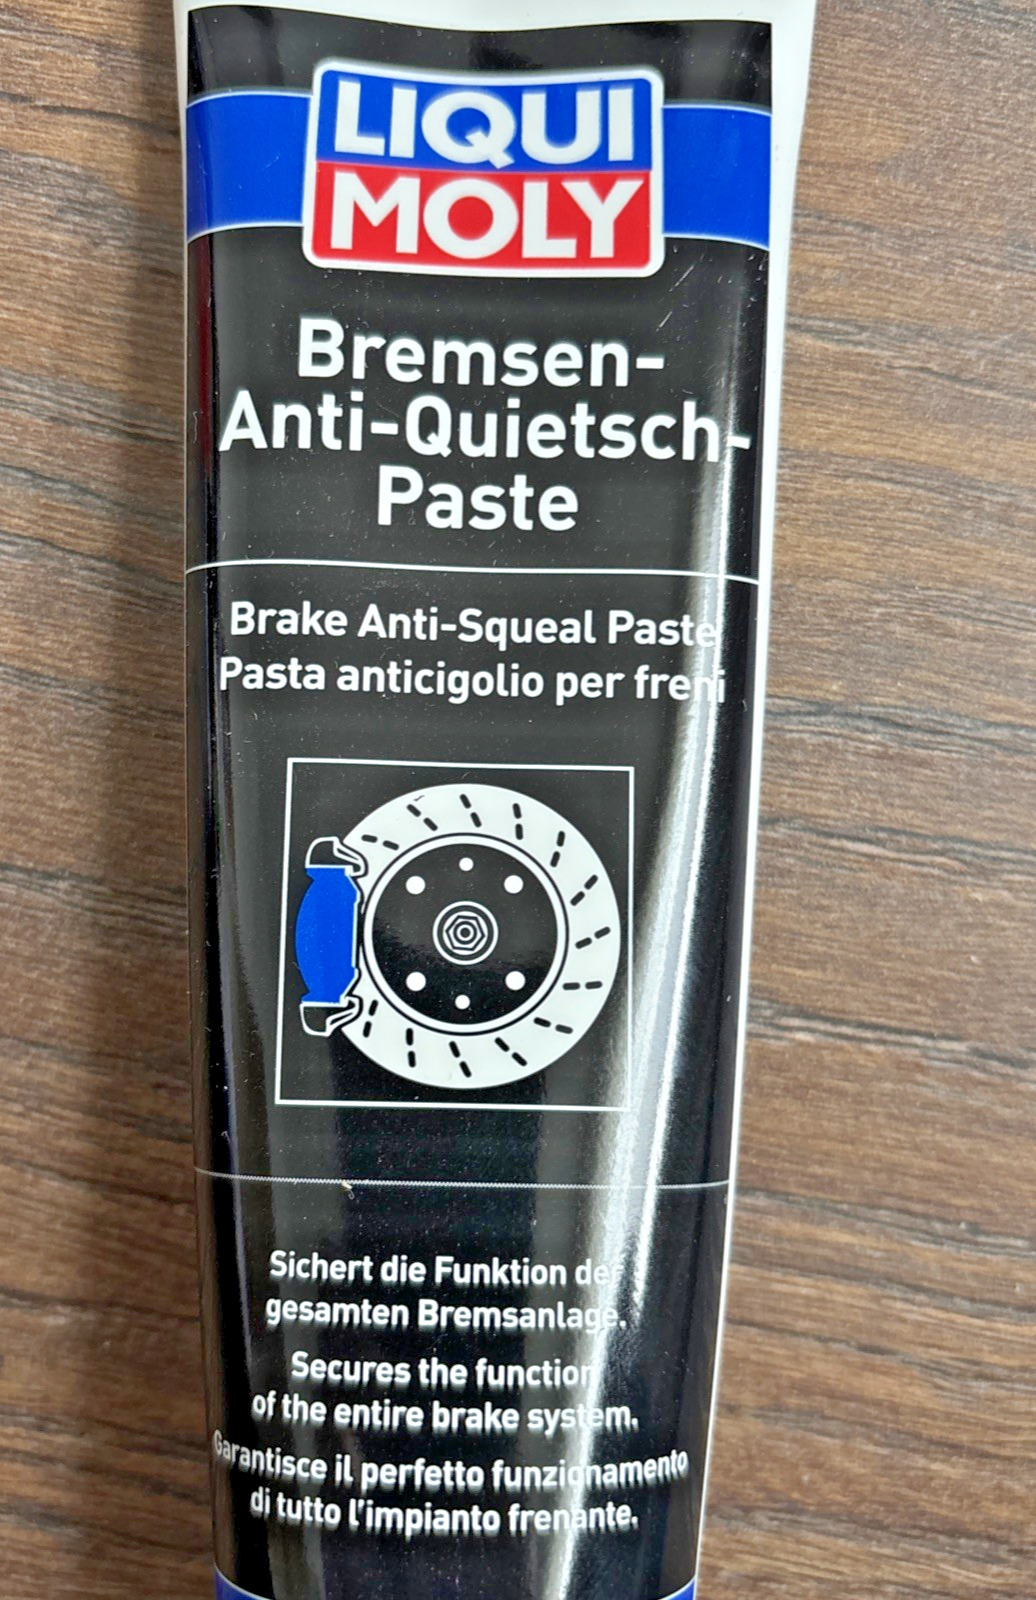 LIQUI
MOLY
Bremsen-
Anti-Quietsch-
Paste
Brake Anti-Squeal Paste
Pasta anticigolio per freni
Sichert die Funktion der
gesamten Bremsanlage.
Secures the function
of the entire brake system.
Garantisce il perfetto funzionamento
di tutto l'impianto frenante.